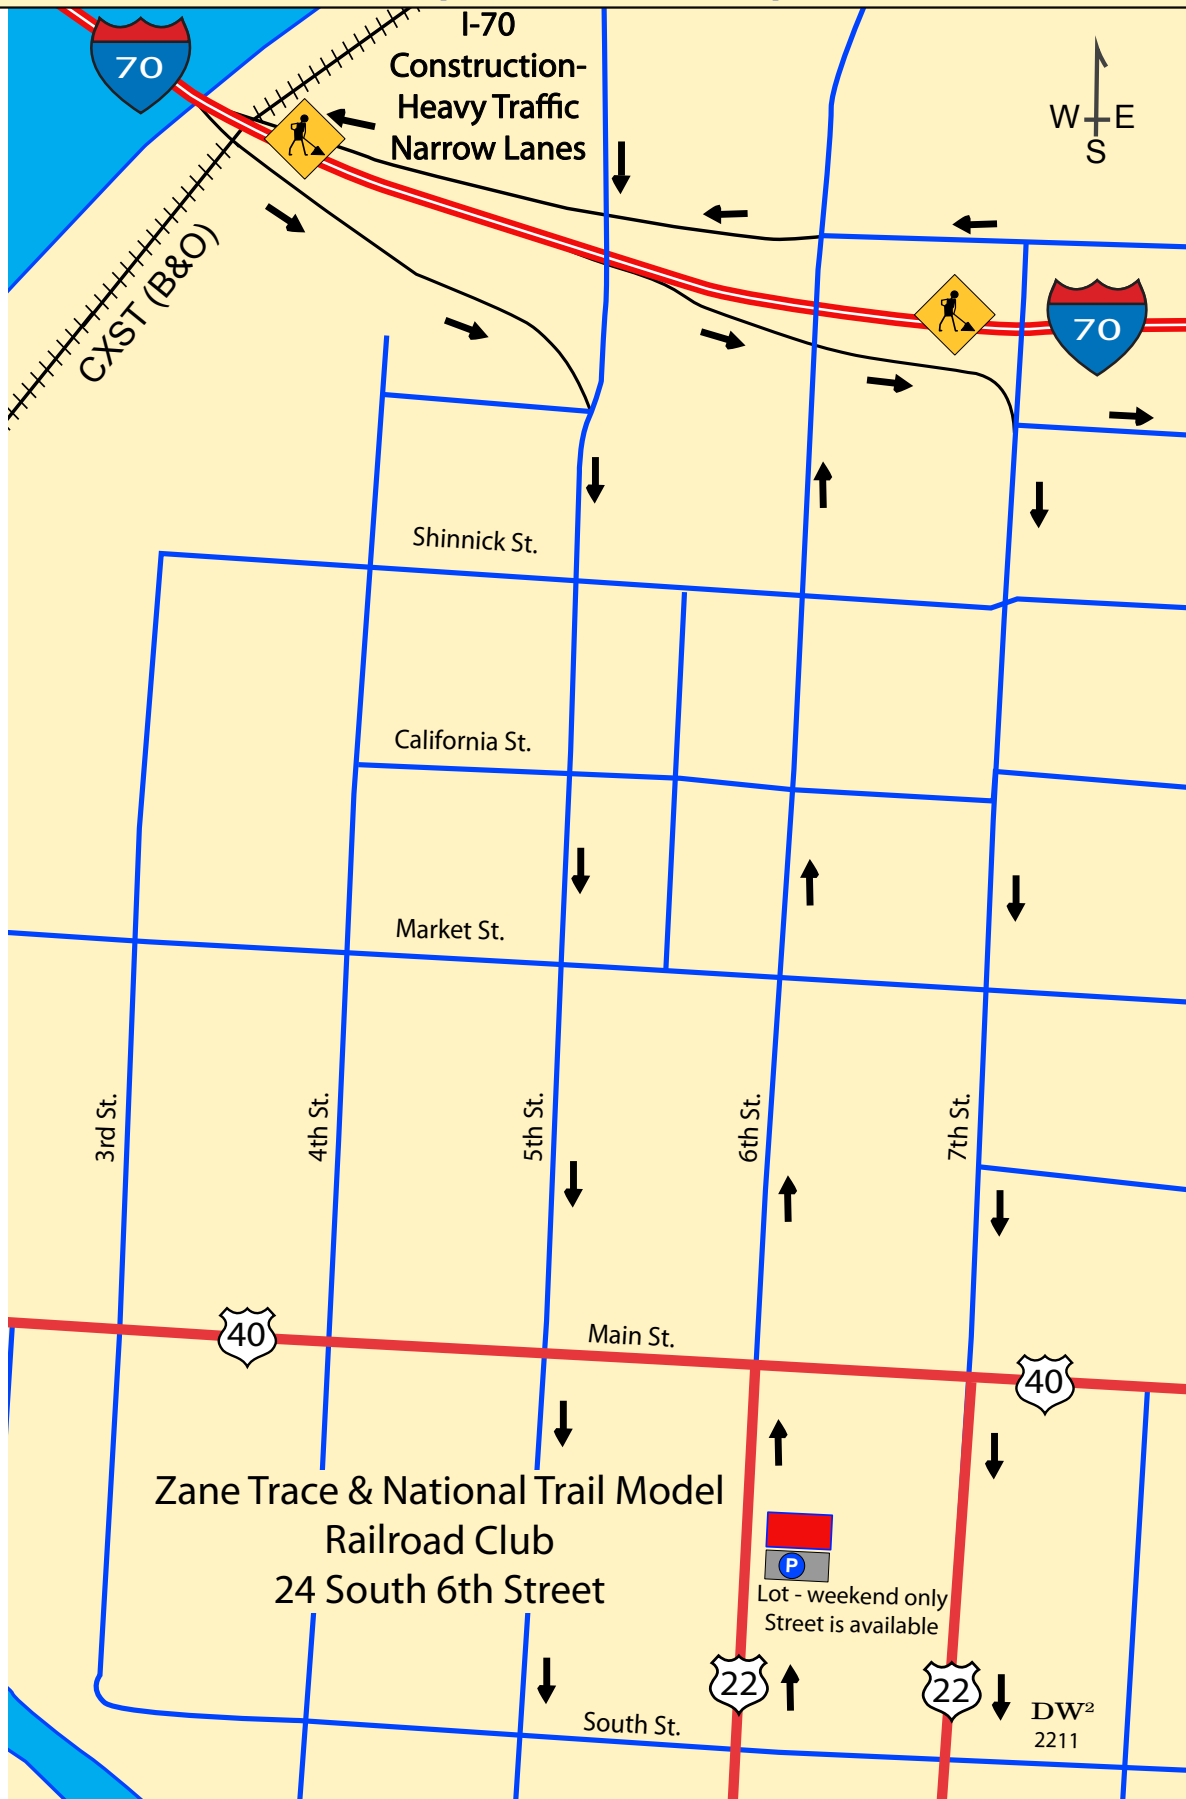 I-70
Construction-
Heavy Traffic
Narrow Lanes
70
W E
S
CXST (B&O)
70
Shinnick St.
California St.
Market St.
3rd St.
4th St.
5th St.
6th St.
7th St.
40
Main St.
40
Zane Trace & National Trail Model
Railroad Club
24 South 6th Street
P
Lot - weekend only
Street is available
22
22
DW²
2211
South St.